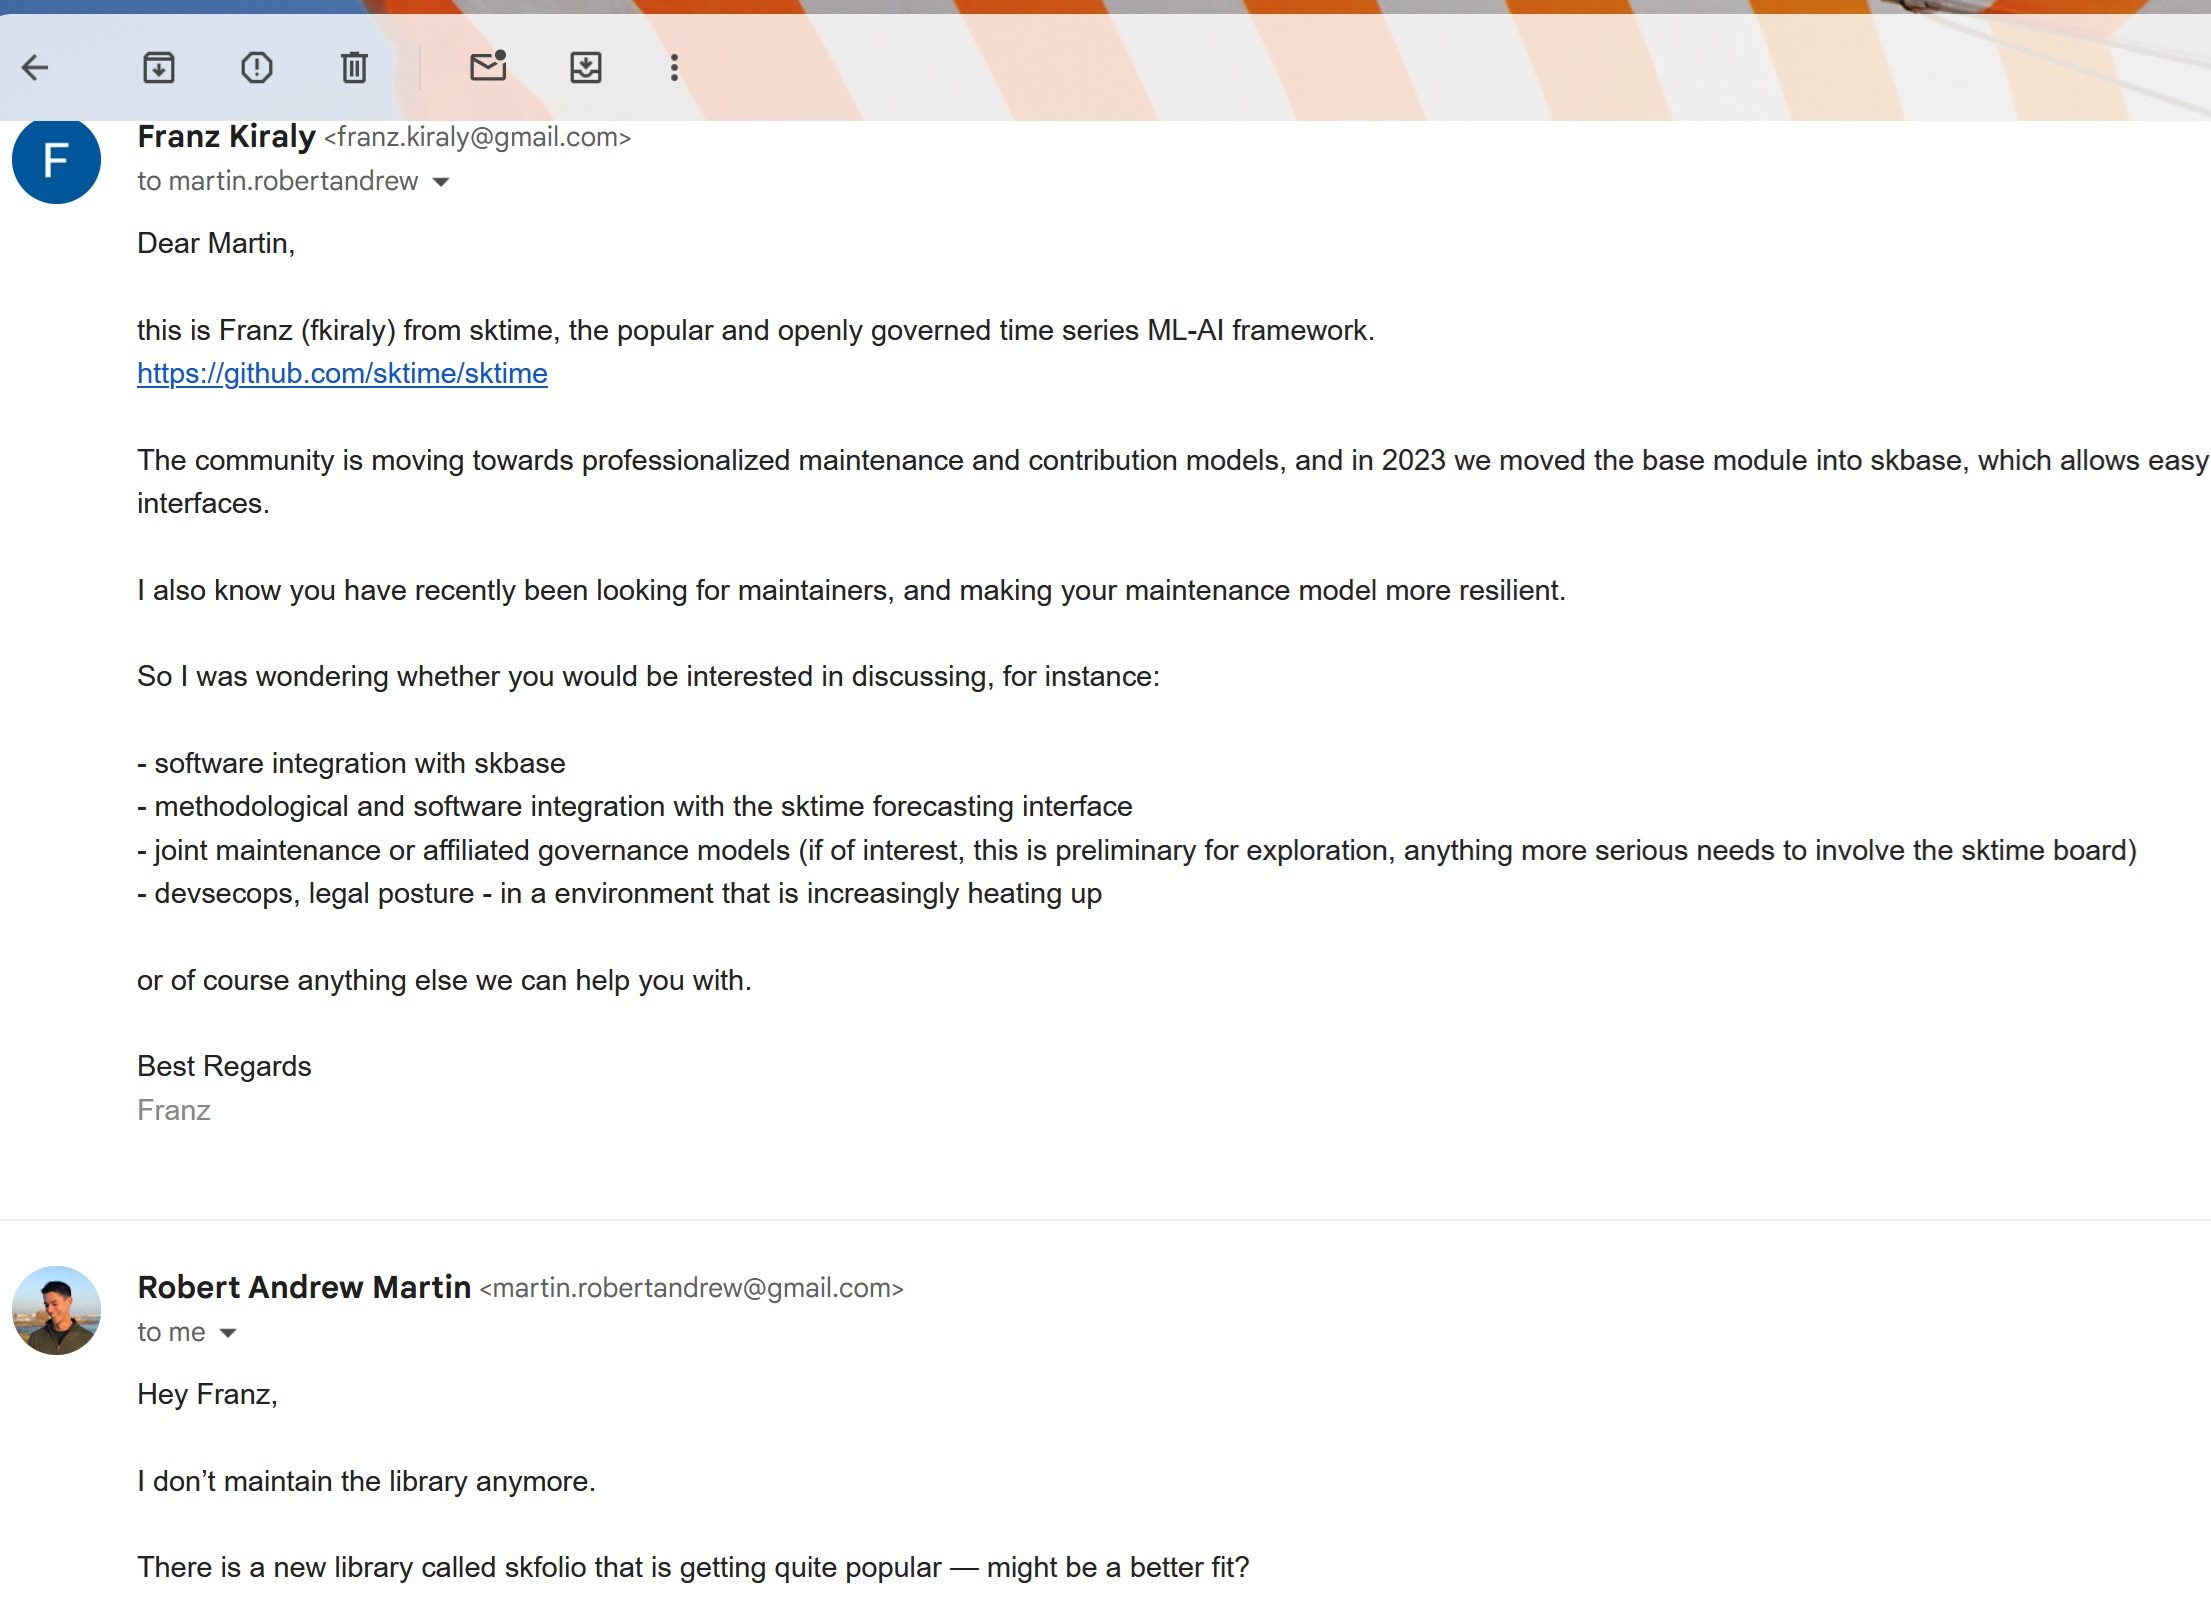 F
Franz Kiraly <franz.kiraly@gmail.com>
to martin.robertandrew
Dear Martin,
this is Franz (fkiraly) from sktime, the popular and openly governed time series ML-AI framework.
https://github.com/sktime/sktime
The community is moving towards professionalized maintenance and contribution models, and in 2023 we moved the base module into skbase, which allows easy
interfaces.
I also know you have recently been looking for maintainers, and making your maintenance model more resilient.
So I was wondering whether you would be interested in discussing, for instance:
- software integration with skbase
- methodological and software integration with the sktime forecasting interface
- joint maintenance or affiliated governance models (if of interest, this is preliminary for exploration, anything more serious needs to involve the sktime board)
- devsecops, legal posture - in a environment that is increasingly heating up
or of course anything else we can help you with.
Best Regards
Franz
Robert Andrew Martin <martin.robertandrew@gmail.com>
to me
Hey Franz,
I don’t maintain the library anymore.
There is a new library called skfolio that is getting quite popular — might be a better fit?